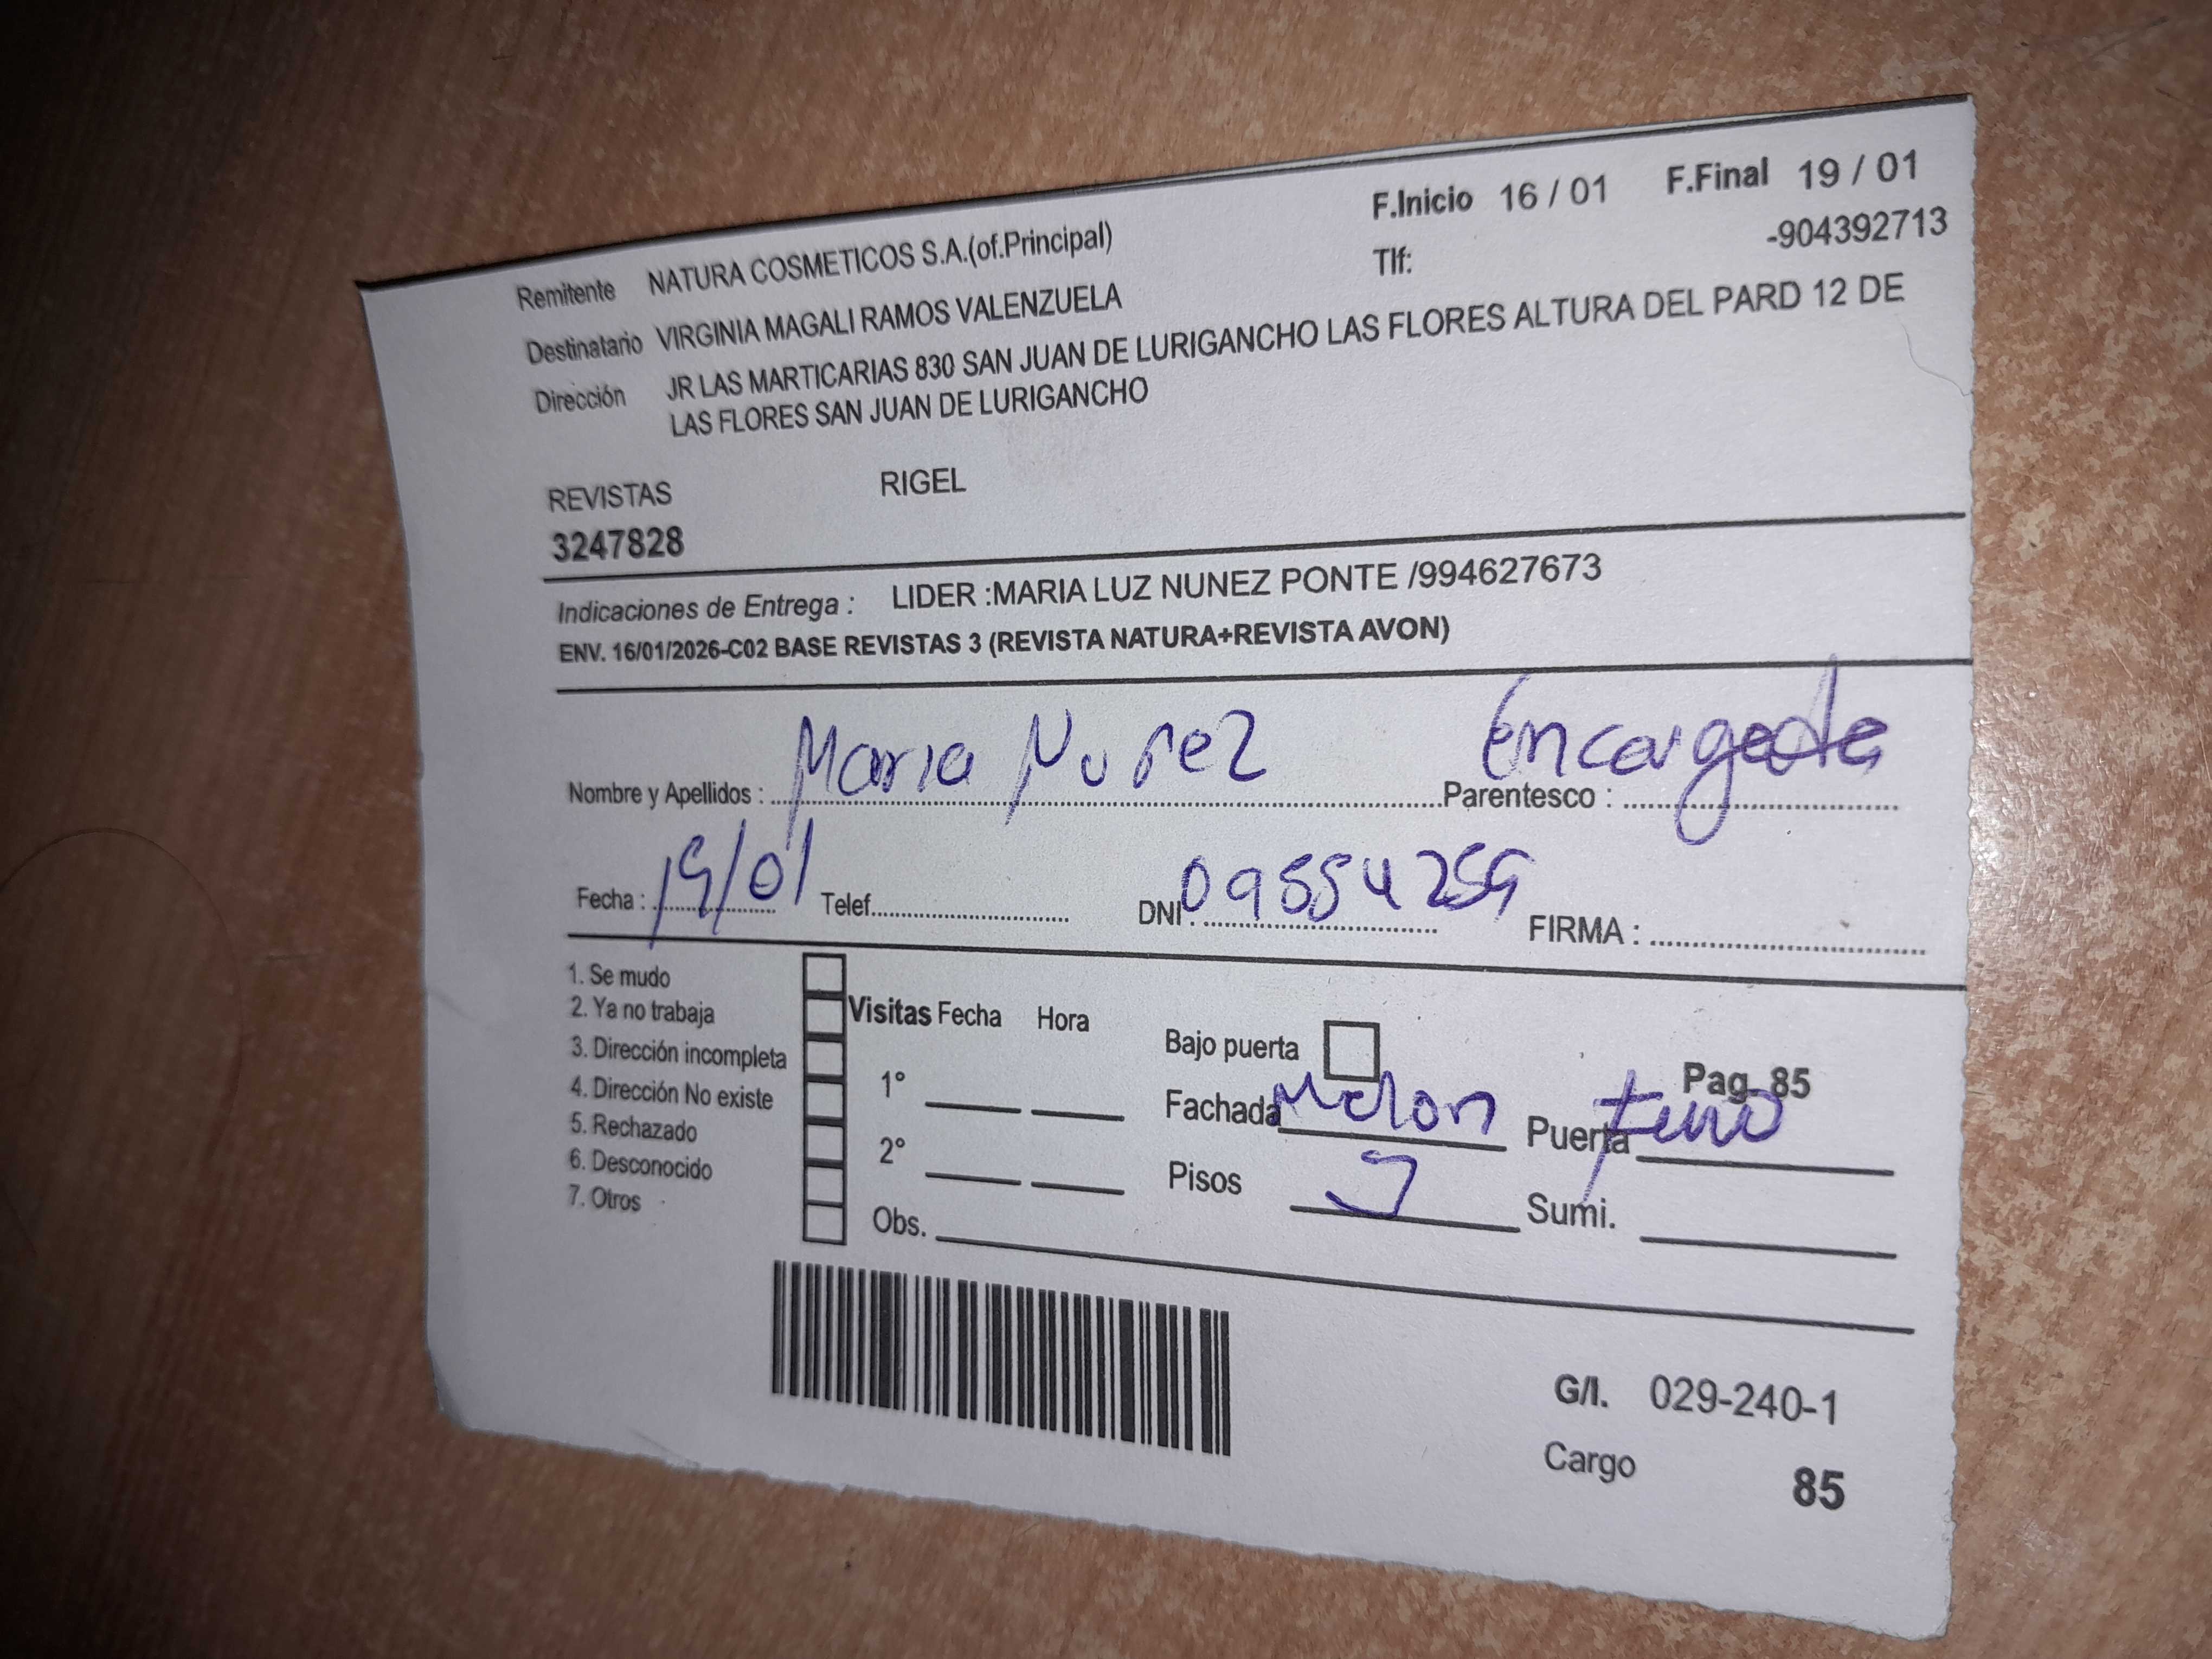 F.Inicio 16 / 01 F.Final 19 / 01
Remitente NATURA COSMETICOS S.A.(of.Principal) Tlf: -904392713
Destinatario VIRGINIA MAGALI RAMOS VALENZUELA
Dirección JR LAS MARTICARIAS 830 SAN JUAN DE LURIGANCHO LAS FLORES ALTURA DEL PARD 12 DE
LAS FLORES SAN JUAN DE LURIGANCHO
REVISTAS RIGEL
3247828
Indicaciones de Entrega : LIDER :MARIA LUZ NUNEZ PONTE /994627673
ENV. 16/01/2026-C02 BASE REVISTAS 3 (REVISTA NATURA+REVISTA AVON)
Nombre y Apellidos : Maria Nuñez Parentesco : Encargada
Fecha : 19/01 Telef. DNI : FIRMA :
1. Se mudo
2. Ya no trabaja
3. Dirección incompleta
4. Dirección No existe
5. Rechazado
6. Desconocido
7. Otros
Visitas Fecha Hora
1°
2°
Obs.
Bajo puerta
Pag. 85
Fachada Melon Puerta
Pisos Sumi.
G/I. 029-240-1
Cargo 85